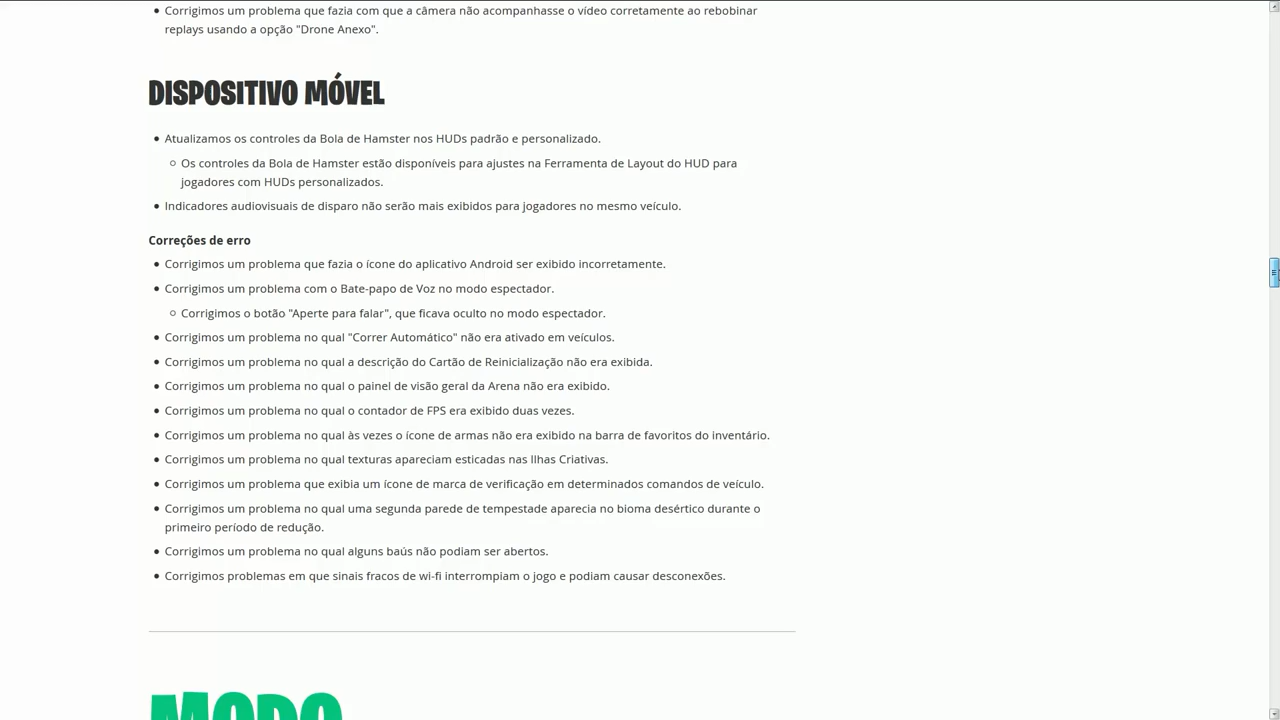 Corrigimos um problema que fazia com que a câmera não acompanhasse o vídeo corretamente ao rebobinar
replays usando a opção "Drone Anexo".
DISPOSITIVO MÓVEL
Atualizamos os controles da Bola de Hamster nos HUDs padrão e personalizado.
Os controles da Bola de Hamster estão disponíveis para ajustes na Ferramenta de Layout do HUD para
jogadores com HUDs personalizados.
Indicadores audiovisuais de disparo não serão mais exibidos para jogadores no mesmo veículo.
Correções de erro
Corrigimos um problema que fazia o ícone do aplicativo Android ser exibido incorretamente.
Corrigimos um problema com o Bate-papo de Voz no modo espectador.
Corrigimos o botão "Aperte para falar", que ficava oculto no modo espectador.
Corrigimos um problema no qual "Correr Automático" não era ativado em veículos.
Corrigimos um problema no qual a descrição do Cartão de Reinicialização não era exibida.
Corrigimos um problema no qual o painel de visão geral da Arena não era exibido.
Corrigimos um problema no qual o contador de FPS era exibido duas vezes.
Corrigimos um problema no qual às vezes o ícone de armas não era exibido na barra de favoritos do inventário.
Corrigimos um problema no qual texturas apareciam esticadas nas Ilhas Criativas.
Corrigimos um problema que exibia um ícone de marca de verificação em determinados comandos de veículo.
Corrigimos um problema no qual uma segunda parede de tempestade aparecia no bioma desértico durante o
primeiro período de redução.
Corrigimos um problema no qual alguns baús não podiam ser abertos.
Corrigimos problemas em que sinais fracos de wi-fi interrompiam o jogo e podiam causar desconexões.
MODO